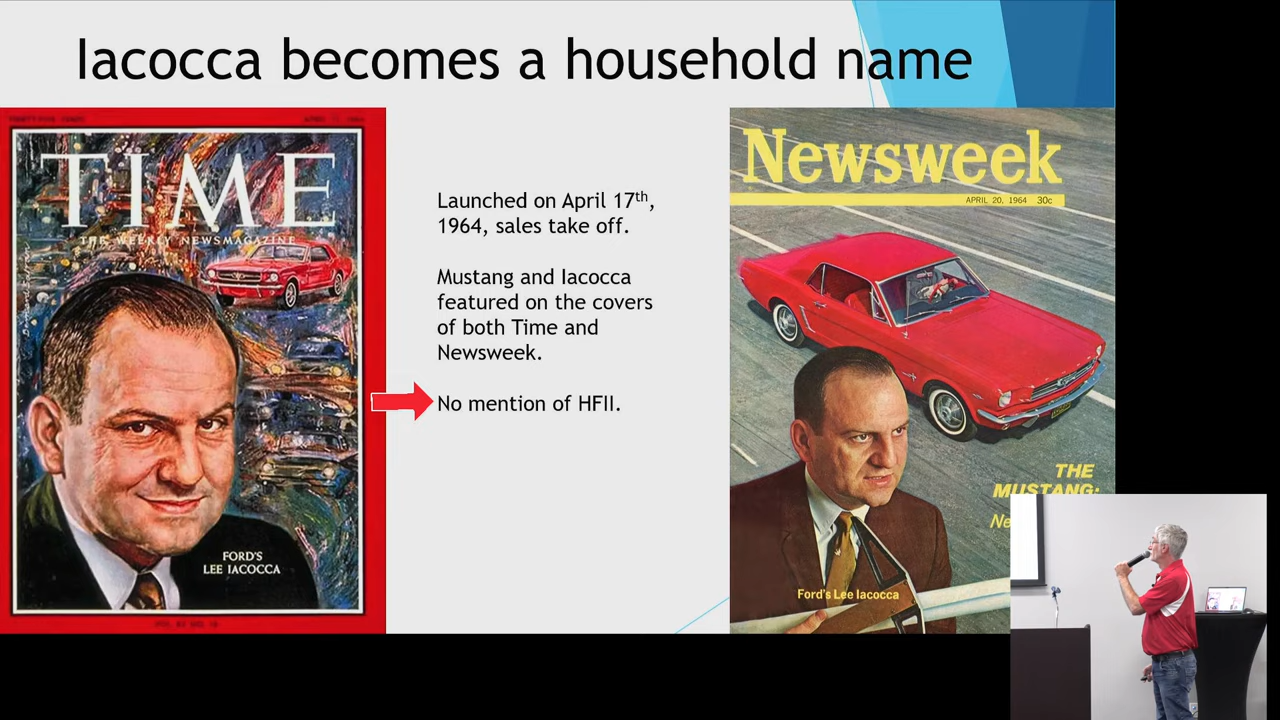 Iacocca becomes a household name
TIME
THE WEEKLY NEWSMAGAZINE
FORD'S
LEE IACOCCA
Launched on April 17th,
1964, sales take off.
Mustang and Iacocca
featured on the covers
of both Time and
Newsweek.
No mention of HFII.
Newsweek
APRIL 20, 1964 30c
THE
MUSTANG:
Ford's Lee Iacocca